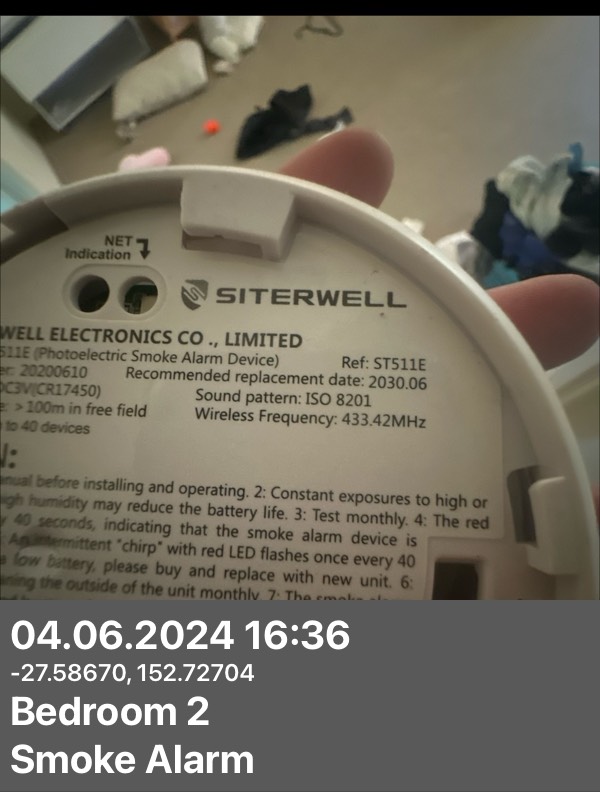 NET
Indication
SITERWELL
WELL ELECTRONICS CO ., LIMITED
511E (Photoelectric Smoke Alarm Device) Ref: ST511E
er: 20200610 Recommended replacement date: 2030.06
DC3V(CR17450) Sound pattern: ISO 8201
e: > 100m in free field Wireless Frequency: 433.42MHz
to 40 devices
N:
anual before installing and operating. 2: Constant exposures to high or
igh humidity may reduce the battery life. 3: Test monthly. 4: The red
y 40 seconds, indicating that the smoke alarm device is
: An intermittent "chirp" with red LED flashes once every 40
a low battery, please buy and replace with new unit. 6:
aning the outside of the unit monthly. 7: The smoke
04.06.2024 16:36
-27.58670, 152.72704
Bedroom 2
Smoke Alarm